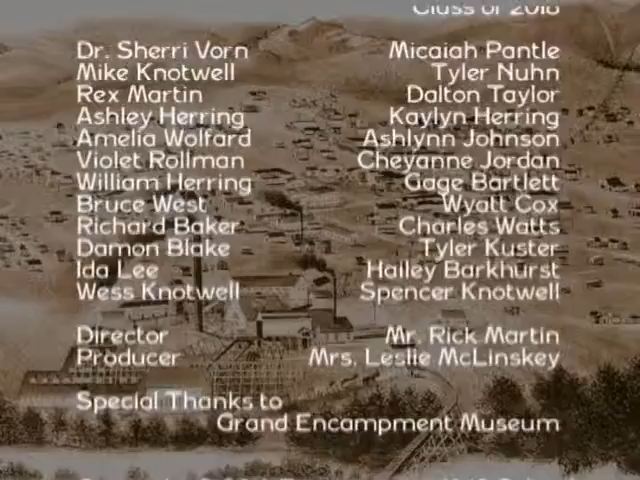 Class of 2018
Dr. Sherri Vorn Micaiah Pantle
Mike Knotwell Tyler Nuhn
Rex Martin Dalton Taylor
Ashley Herring Kaylyn Herring
Amelia Wolfard Ashlynn Johnson
Violet Rollman Cheyanne Jordan
William Herring Gage Bartlett
Bruce West Wyatt Cox
Richard Baker Charles Watts
Damon Blake Tyler Kuster
Ida Lee Hailey Barkhurst
Wess Knotwell Spencer Knotwell
Director Mr. Rick Martin
Producer Mrs. Leslie McLinskey
Special Thanks to
Grand Encampment Museum